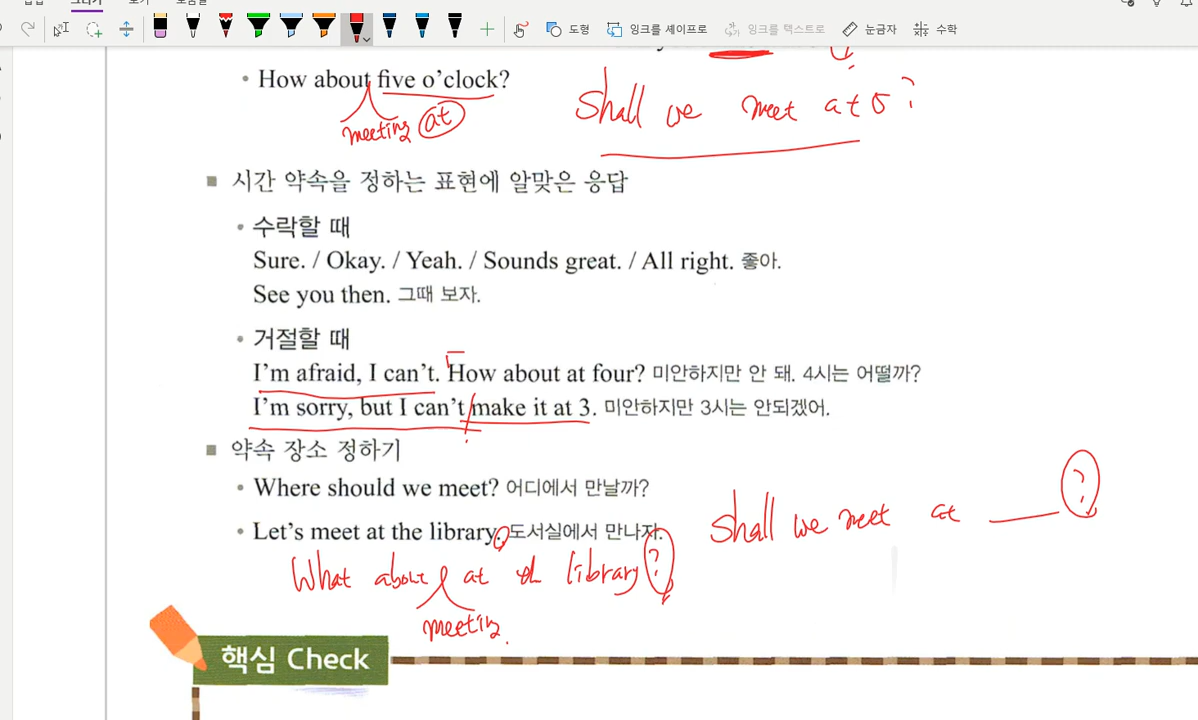 도형 잉크를 셰이프로 잉크를 텍스트로 눈금자 수학
How about five o'clock?
meeting at
Shall we meet at 5?
시간 약속을 정하는 표현에 알맞은 응답
수락할 때
Sure. / Okay. / Yeah. / Sounds great. / All right. 좋아.
See you then. 그때 보자.
거절할 때
I'm afraid, I can't. How about at four? 미안하지만 안 돼. 4시는 어떨까?
I'm sorry, but I can't make it at 3. 미안하지만 3시는 안되겠어.
약속 장소 정하기
Where should we meet? 어디에서 만날까?
Let's meet at the library. 도서실에서 만나자.
Shall we meet at ___?
What about at library?
meeting.
핵심 Check